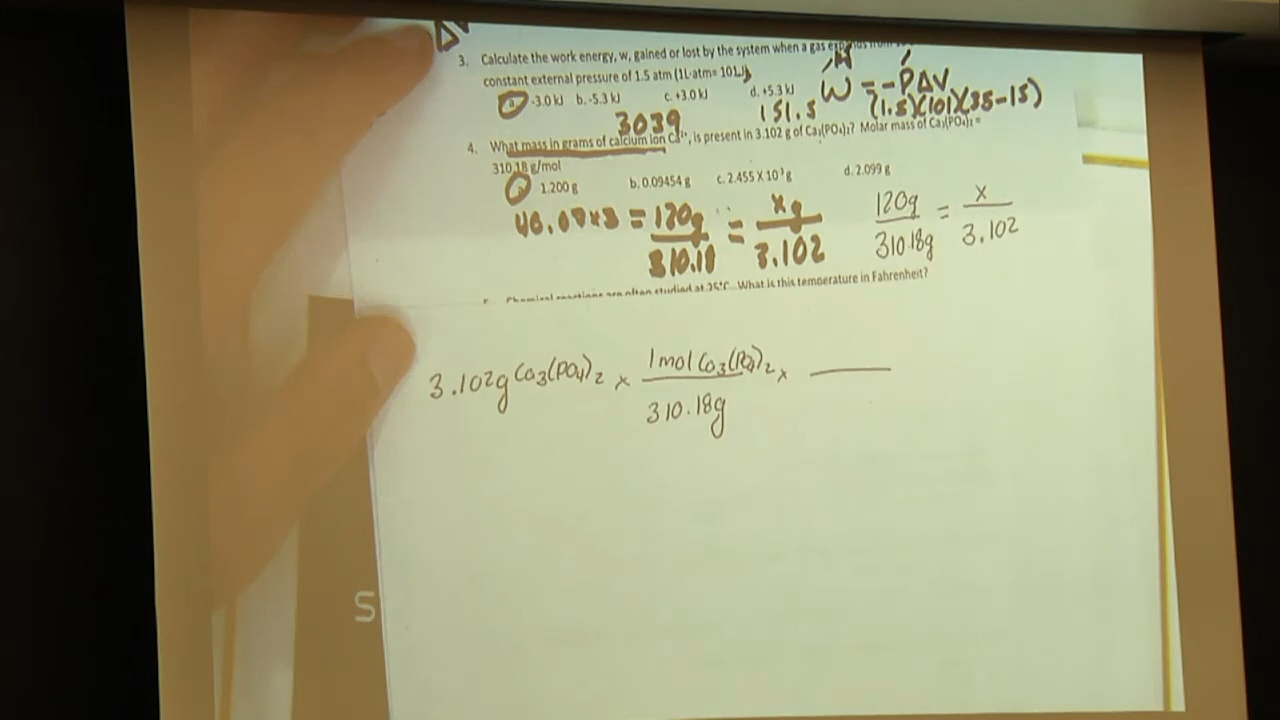 ΔV
3. Calculate the work energy, w, gained or lost by the system when a gas expands from
constant external pressure of 1.5 atm (1L·atm= 101J)
W = -PΔV
a. -3.0 kJ b. -5.3 kJ c. +3.0 kJ d. +5.3 kJ
3039 151.5 (1.5)(101)(35-15)
4. What mass in grams of calcium ion Ca²⁺, is present in 3.102 g of Ca₃(PO₄)₂? Molar mass of Ca₃(PO₄)₂ =
310.18 g/mol
1.200 g b. 0.09454 g c. 2.455 X 10³ g d. 2.099 g
40.08x3 = 120g/310.18 = x g/3.102 120g/310.18g = x/3.102
Chemical reactions are often studied at 25°C. What is this temperature in Fahrenheit?
3.102g Ca₃(PO₄)₂ x 1 mol Ca₃(PO₄)₂/310.18g x
S